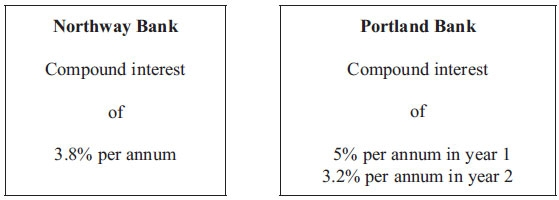 Northway Bank
Compound interest
of
3.8% per annum
Portland Bank
Compound interest
of
5% per annum in year 1
3.2% per annum in year 2